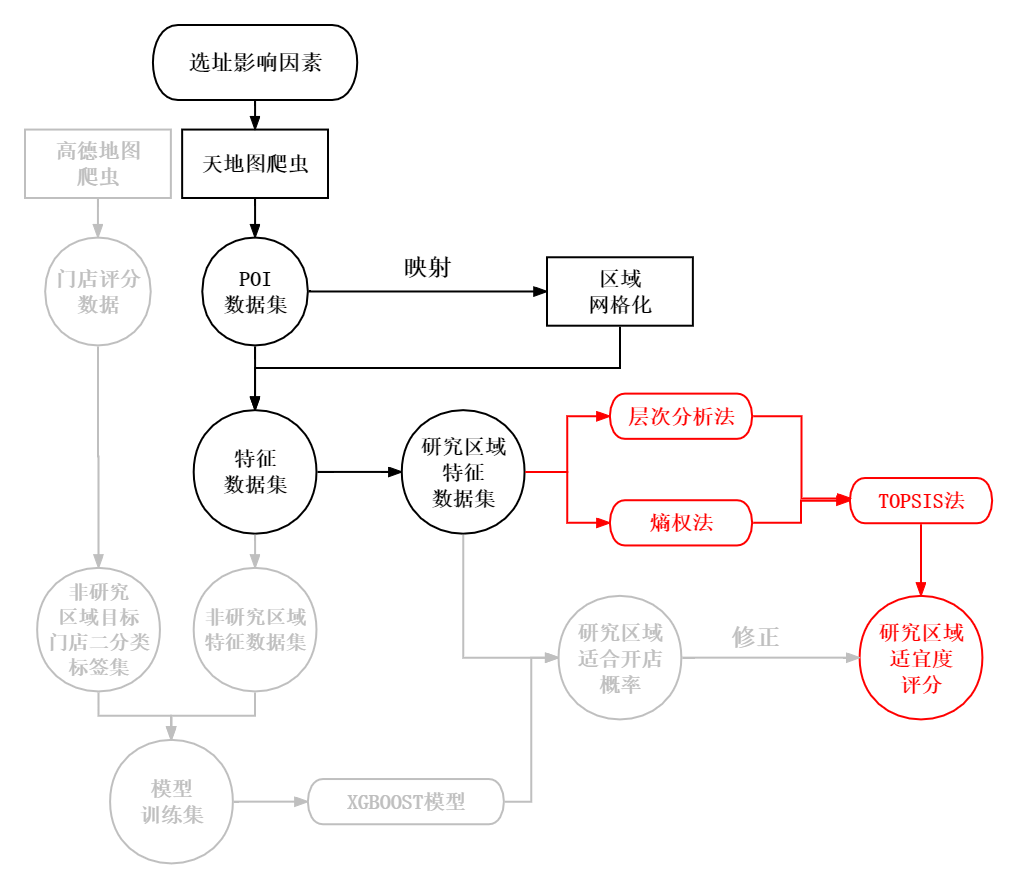 选址影响因素
高德地图
爬虫
天地图爬虫
门店评分
数据
POI
数据集
映射
区域
网格化
特征
数据集
研究区域
特征
数据集
层次分析法
熵权法
TOPSIS法
非研究
区域目标
门店二分类
标签集
非研究区域
特征数据集
研究区域
适合开店
概率
修正
研究区域
适宜度
评分
模型
训练集
XGBOOST模型